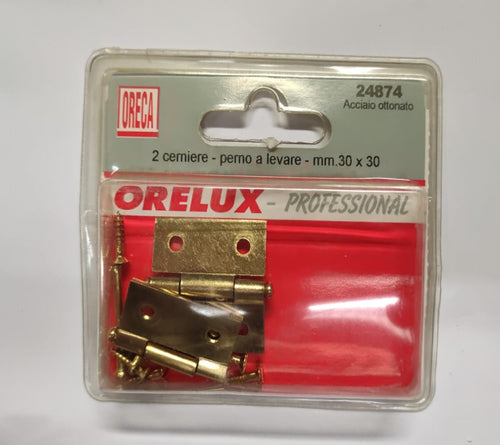 ORECA
24874
Acciaio ottonato
2 cerniere - perno a levare - mm.30 x 30
ORELUX - PROFESSIONAL